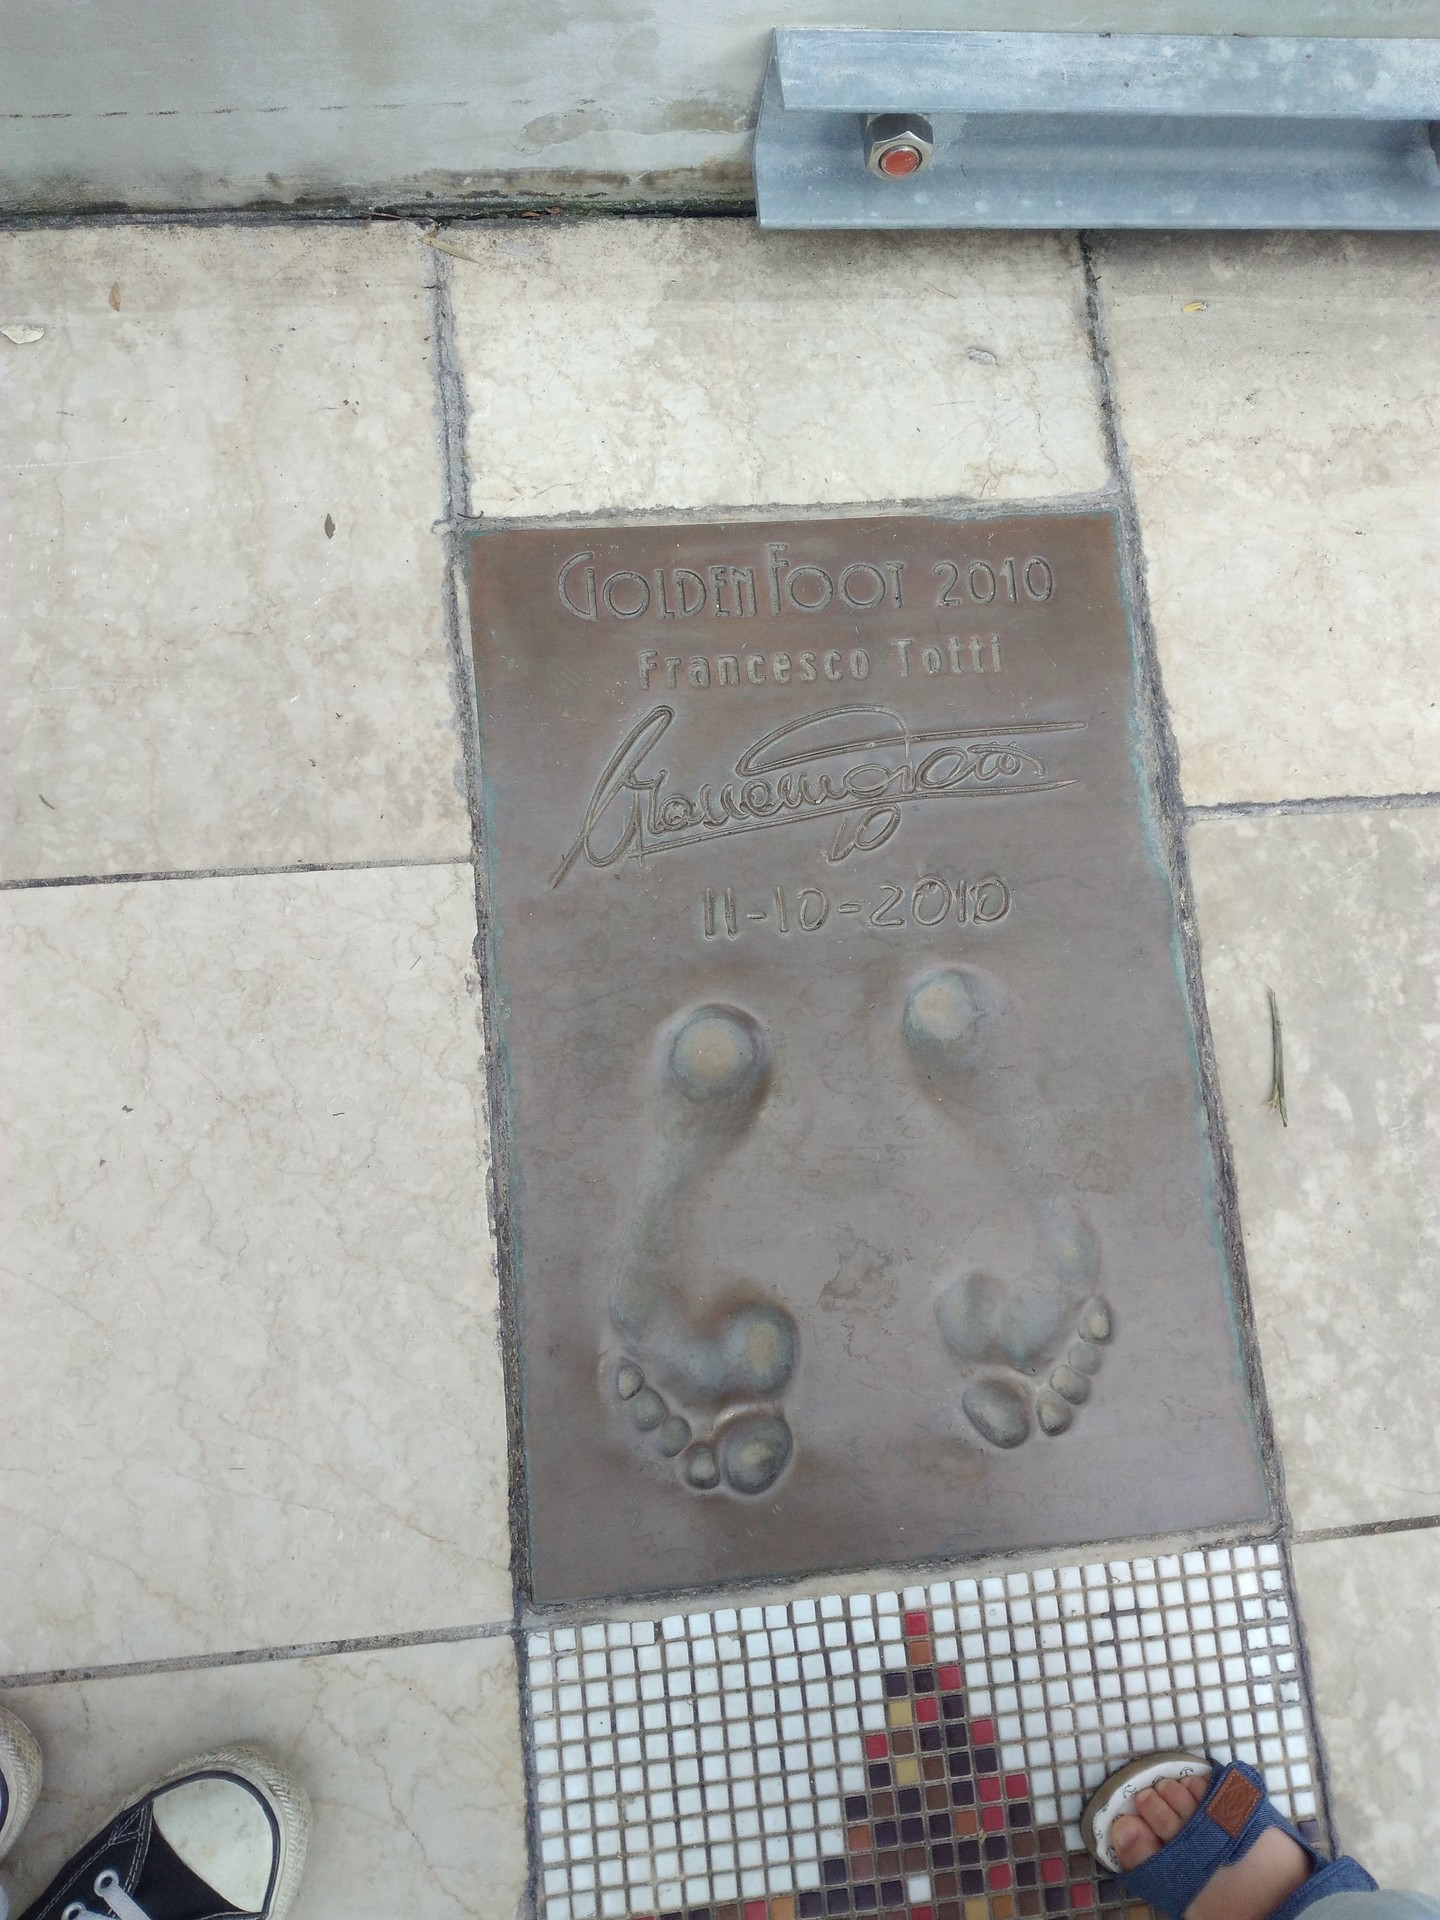 GOLDEN FOOT 2010
Francesco Totti
10
11-10-2010